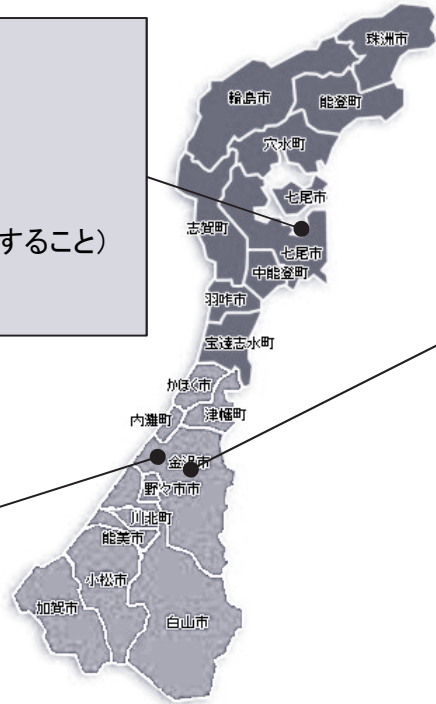 珠洲市
輪島市
能登町
穴水町
七尾市
すること）
志賀町
七尾市
中能登町
羽咋市
宝達志水町
かほく市
内灘町
津幡町
金沢市
野々市市
川北町
能美市
小松市
加賀市
白山市